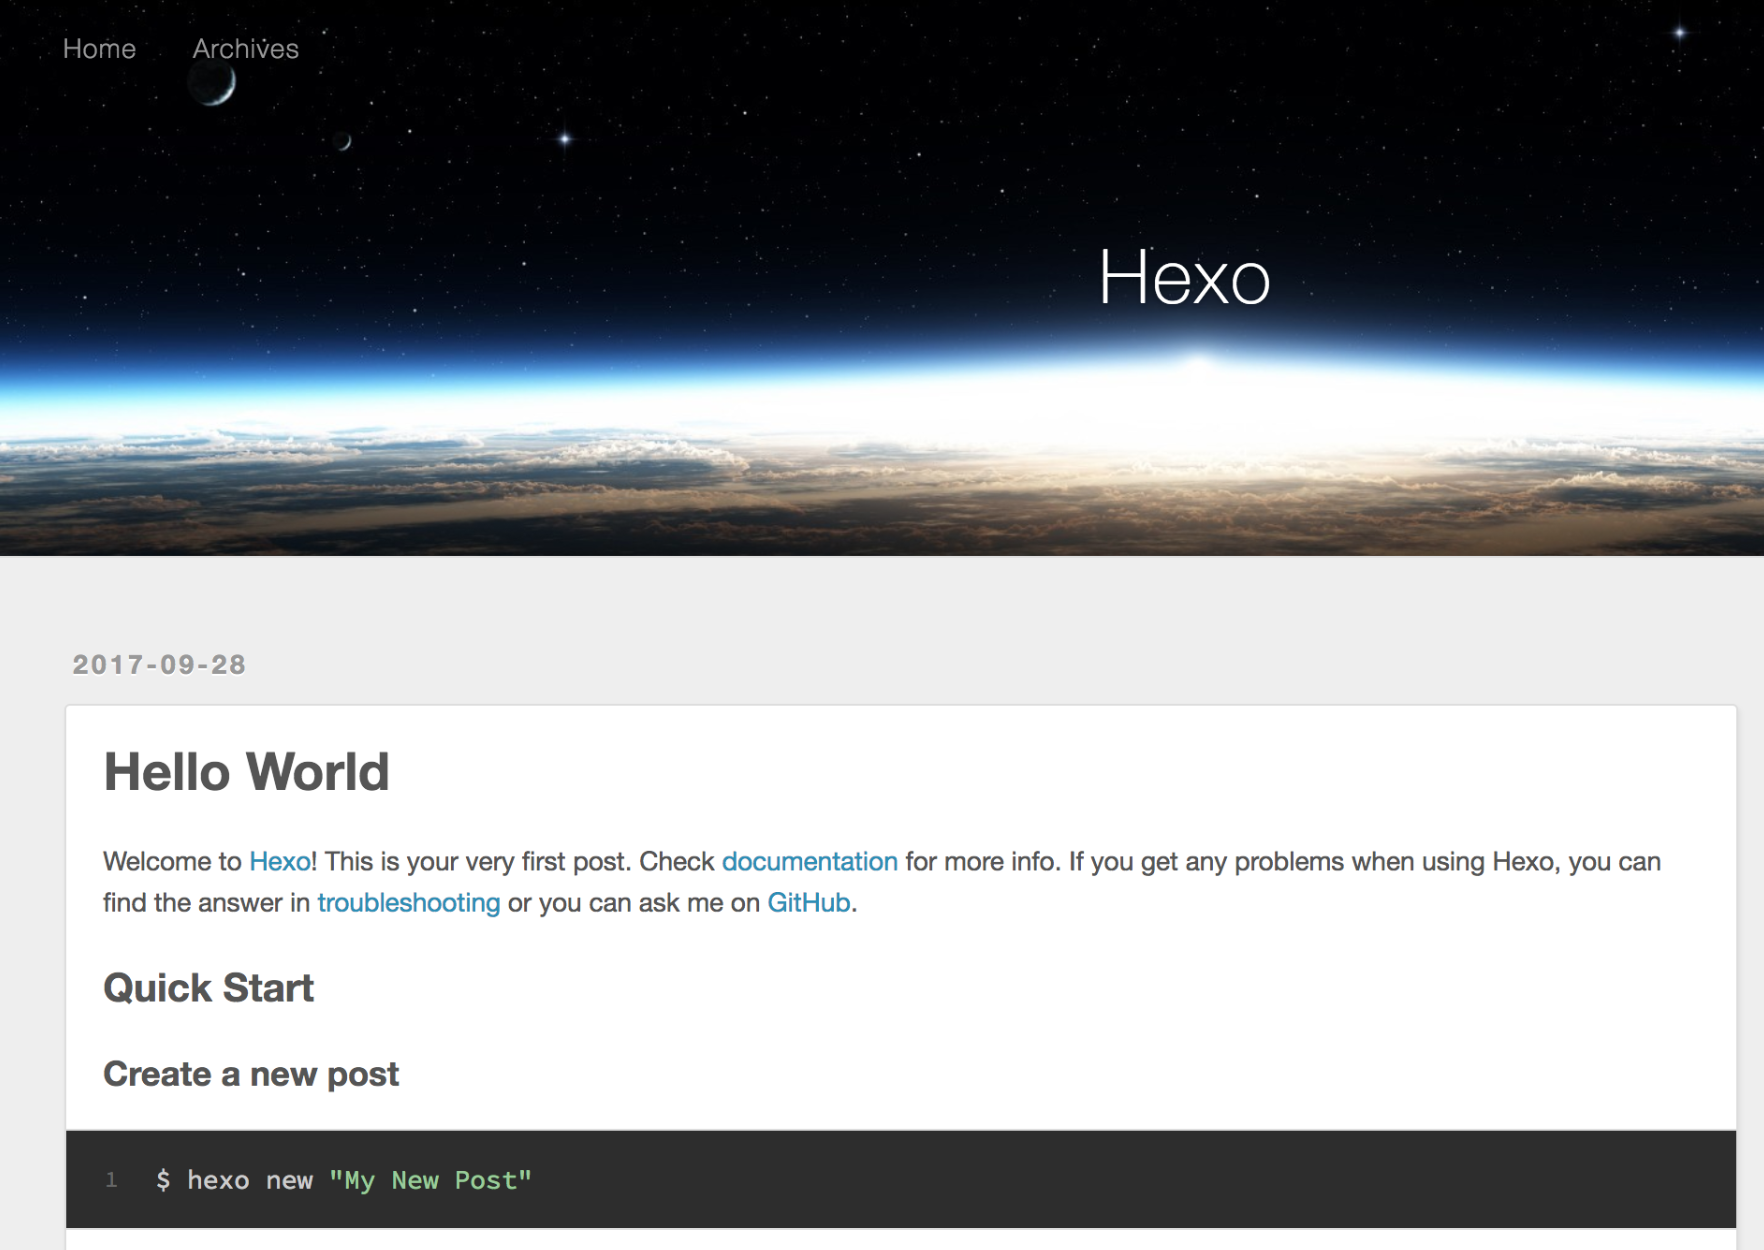 Home Archives
Hexo
2017-09-28
Hello World
Welcome to Hexo! This is your very first post. Check documentation for more info. If you get any problems when using Hexo, you can
find the answer in troubleshooting or you can ask me on GitHub.
Quick Start
Create a new post
1 $ hexo new "My New Post"